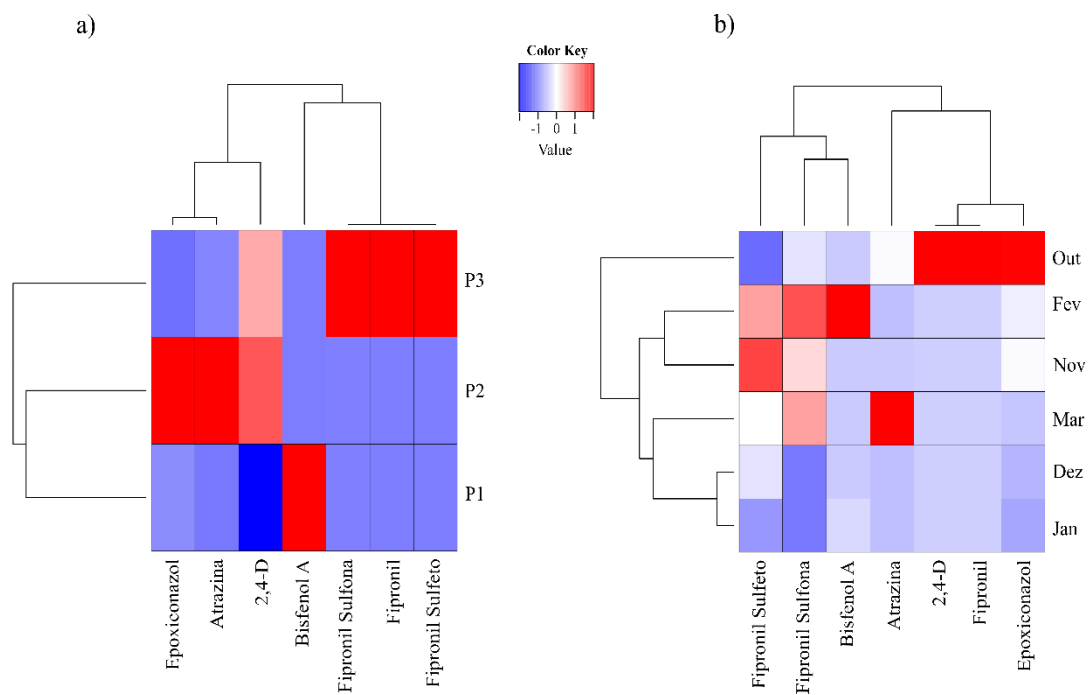 a)
b)
Color Key
-1 0 1
Value
P3
P2
P1
Epoxiconazol
Atrazina
2,4-D
Bisfenol A
Fipronil Sulfona
Fipronil
Fipronil Sulfeto
Out
Fev
Nov
Mar
Dez
Jan
Fipronil Sulfeto
Fipronil Sulfona
Bisfenol A
Atrazina
2,4-D
Fipronil
Epoxiconazol